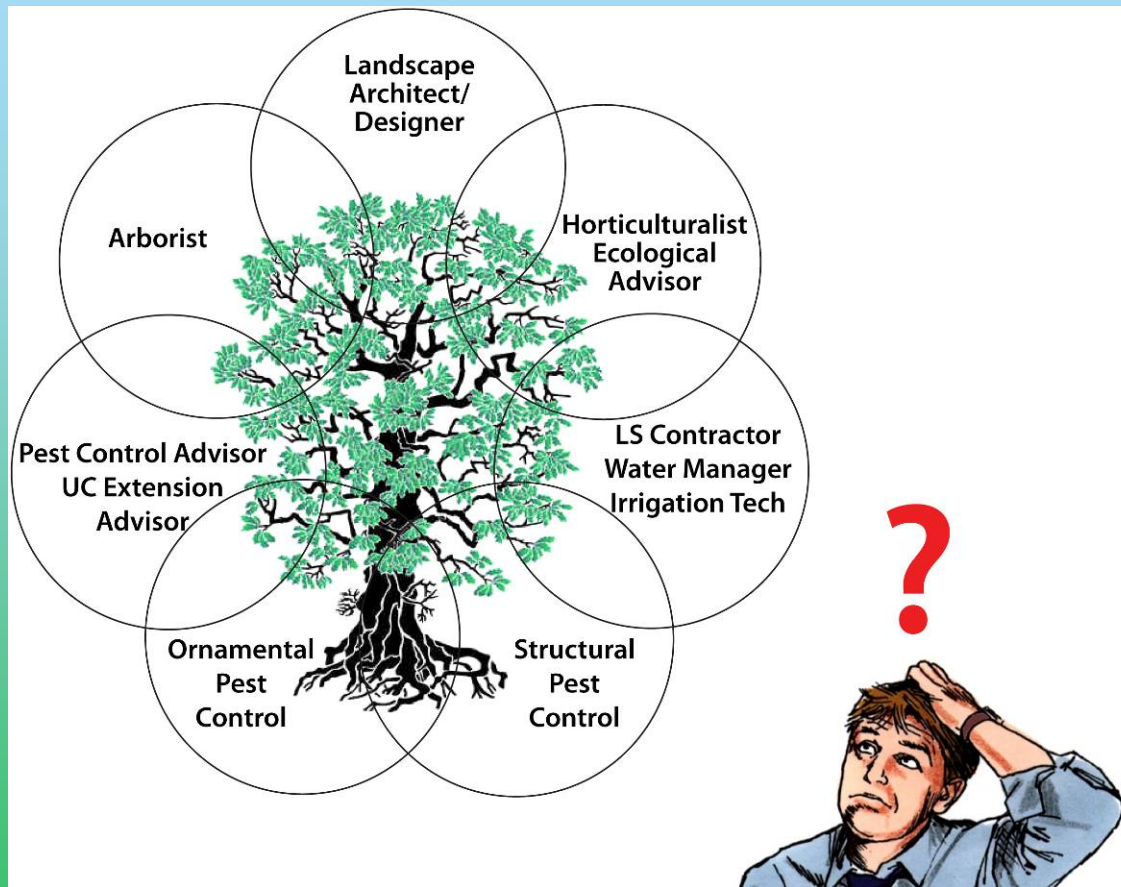 Landscape
Architect/
Designer
Arborist
Horticulturalist
Ecological
Advisor
Pest Control Advisor
UC Extension
Advisor
LS Contractor
Water Manager
Irrigation Tech
Ornamental
Pest
Control
Structural
Pest
Control
?